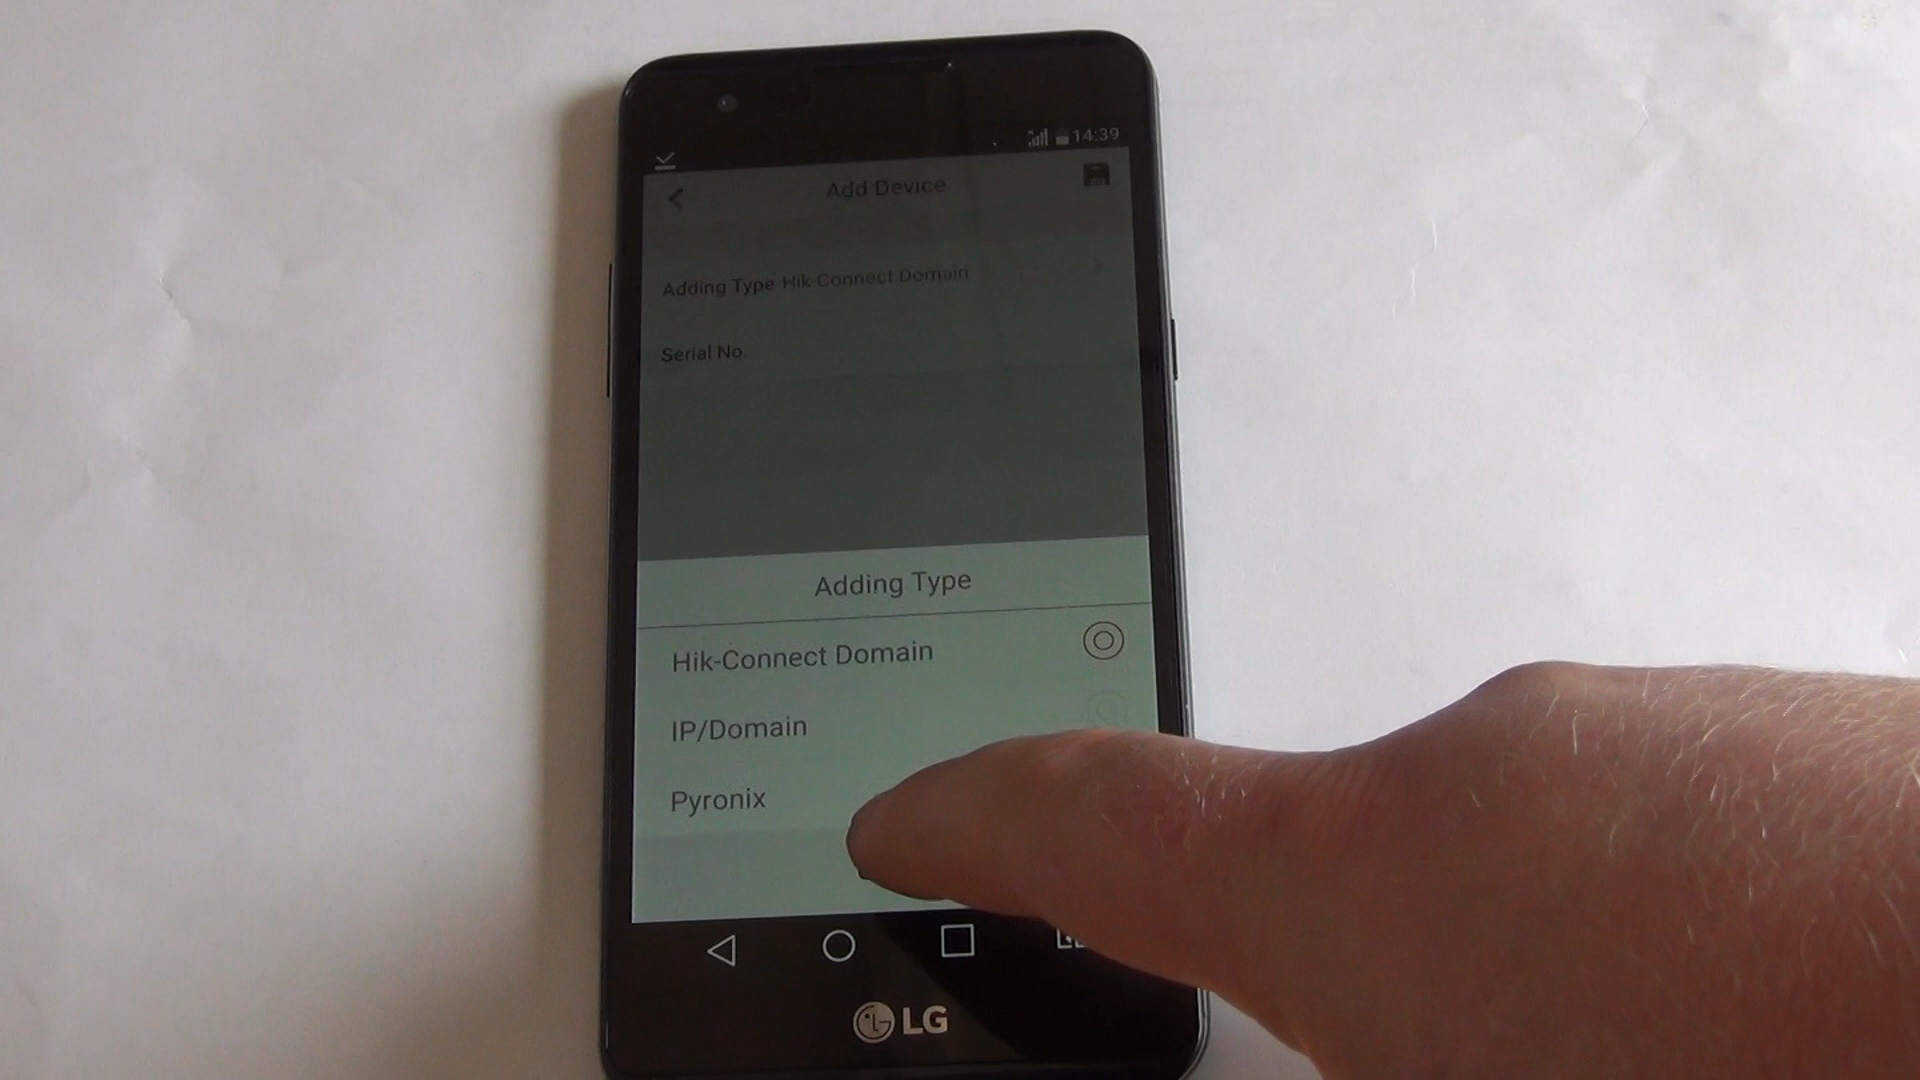 14:39
Add Device
Adding Type Hik-Connect Domain
Serial No.
Adding Type
Hik-Connect Domain
IP/Domain
Pyronix
LG